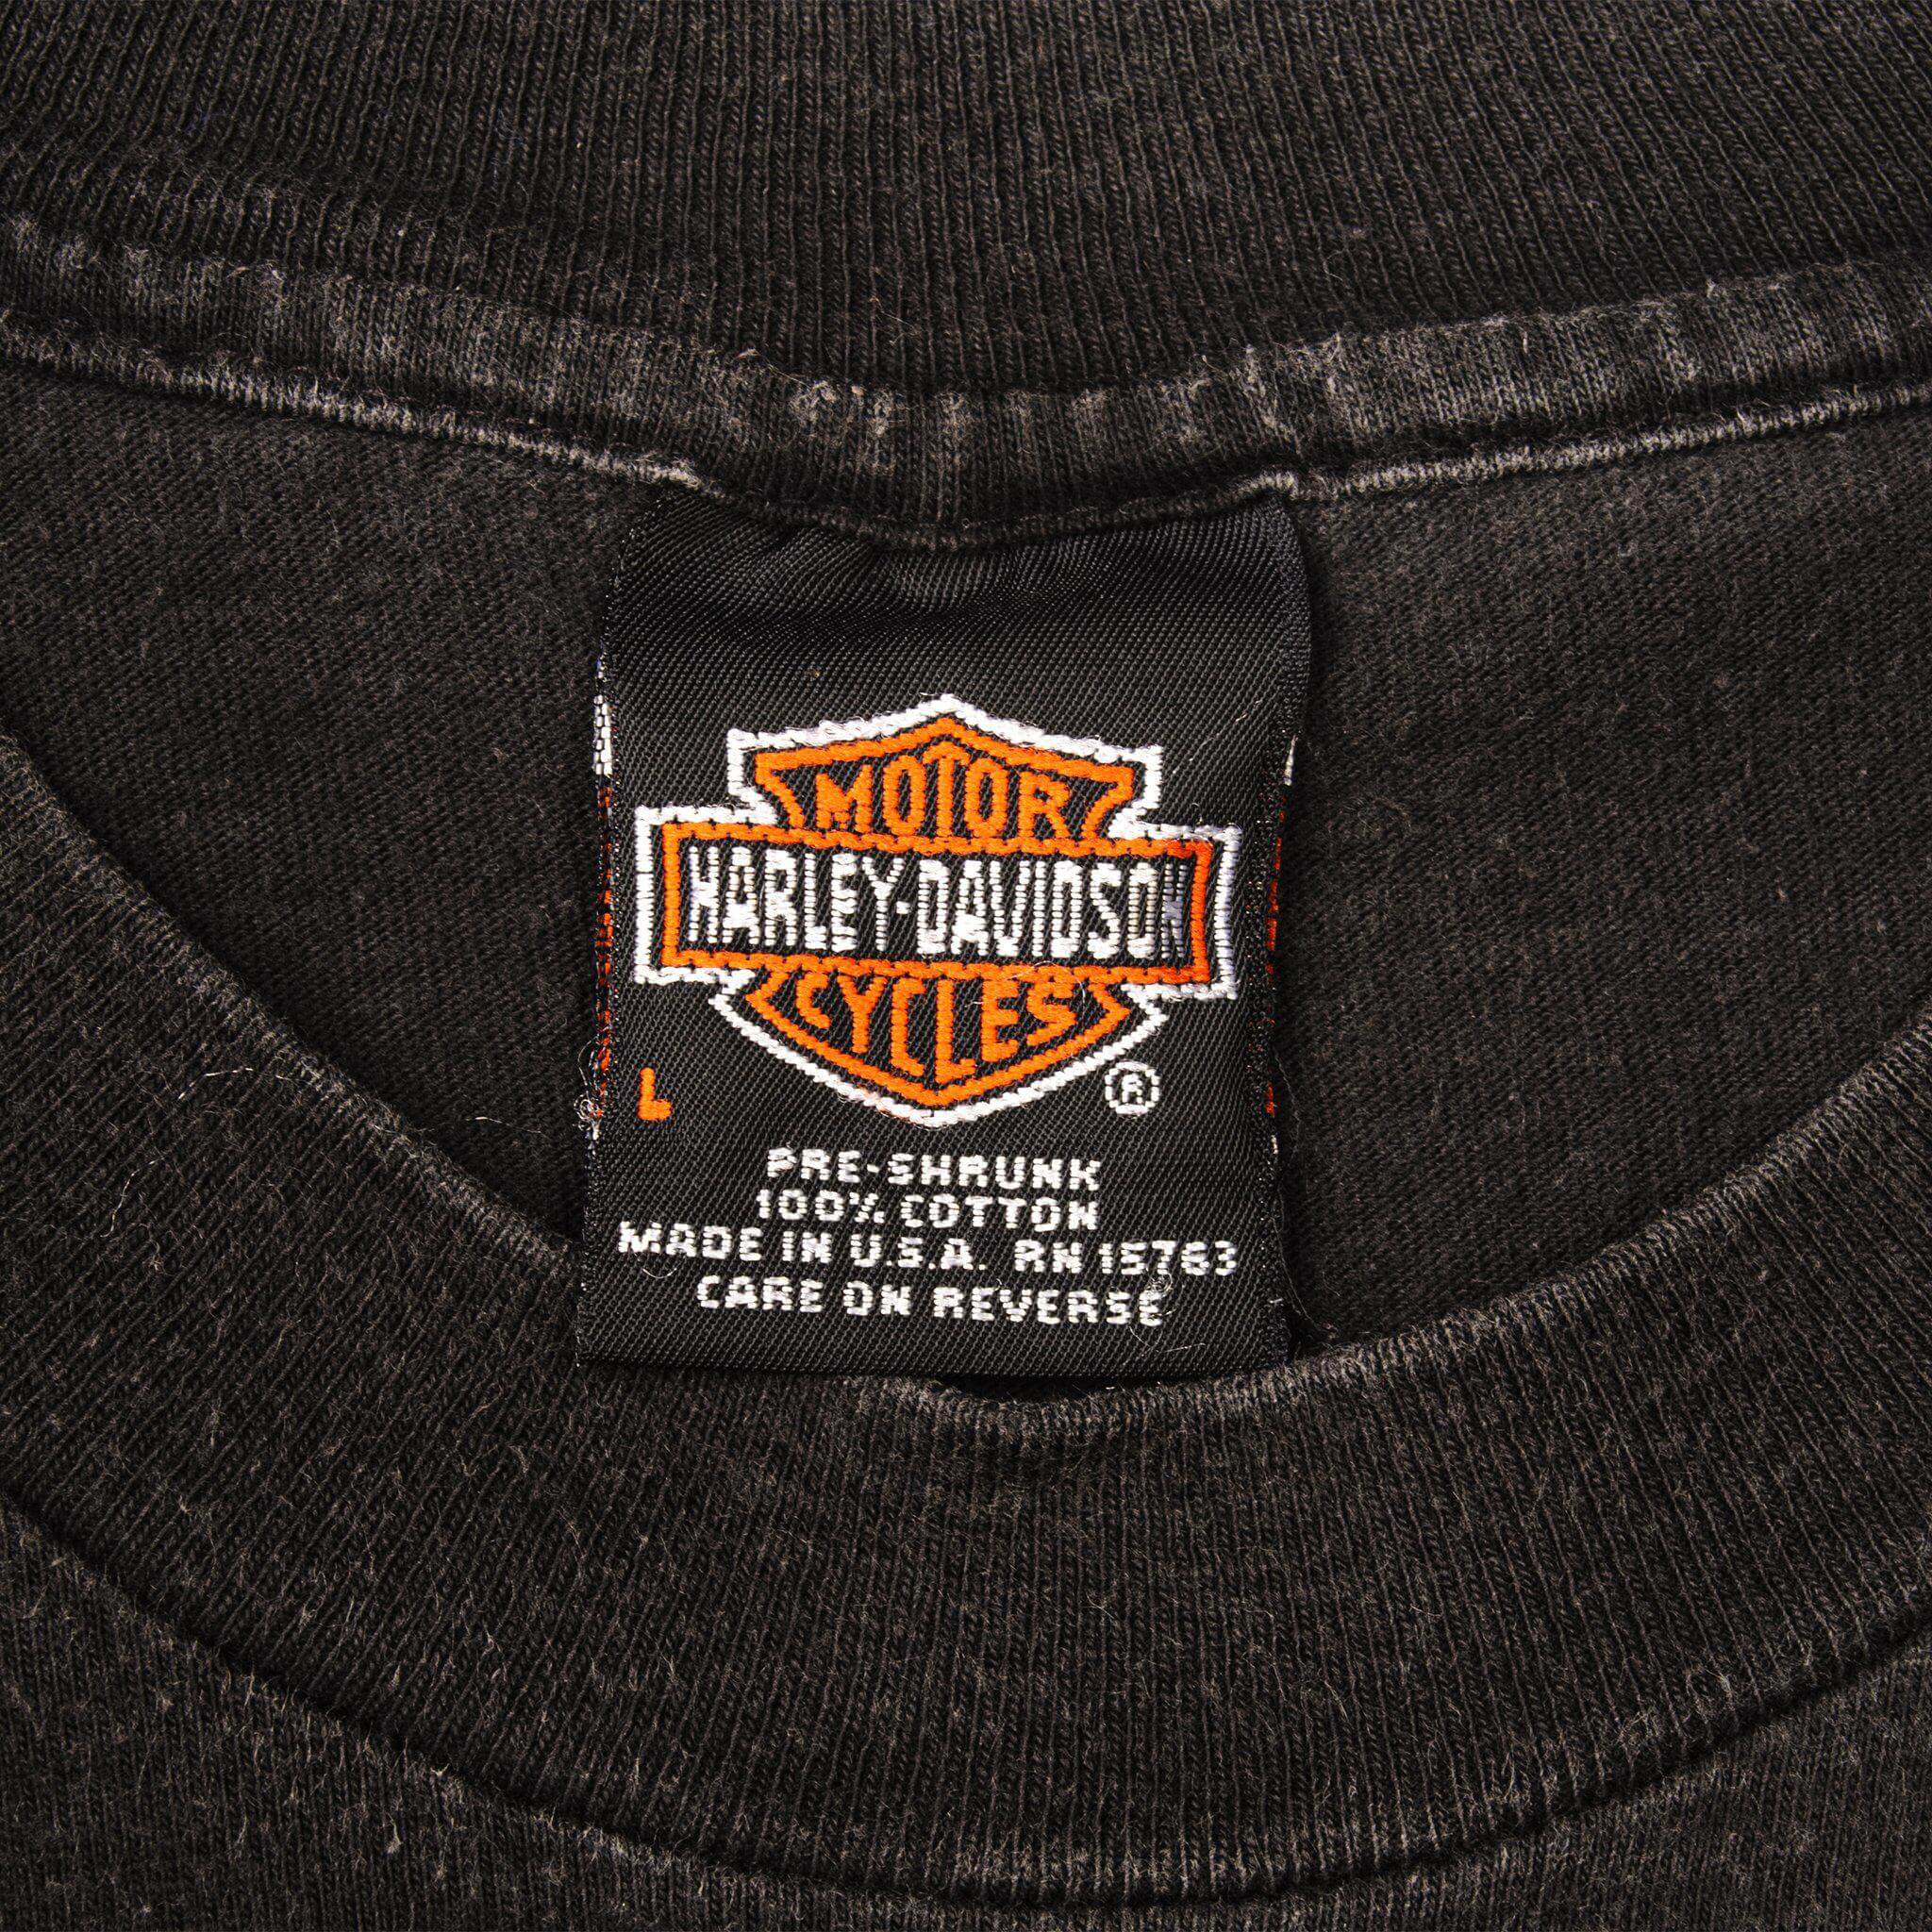 MOTOR
HARLEY-DAVIDSON
CYCLES
L ®
PRE-SHRUNK
100% COTTON
MADE IN U.S.A. RN 15763
CARE ON REVERSE